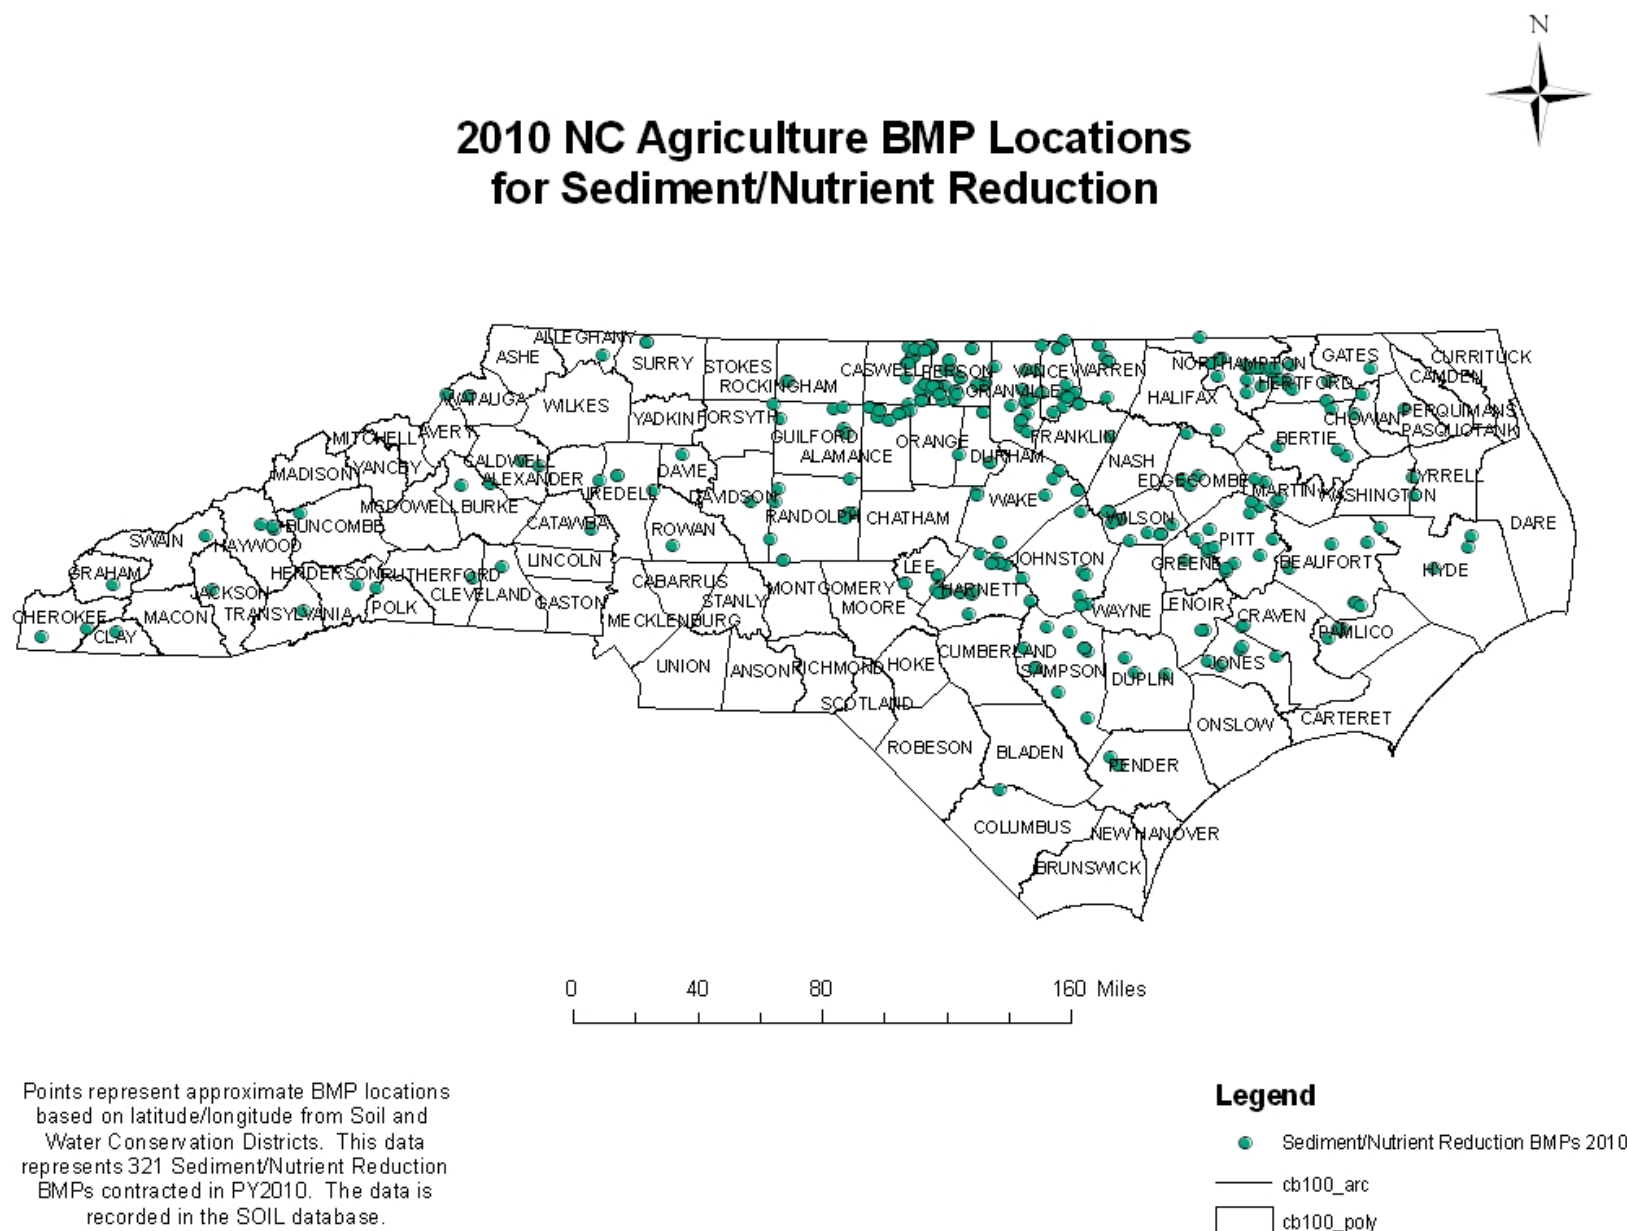 N
2010 NC Agriculture BMP Locations
for Sediment/Nutrient Reduction
ALLEGHANY
ASHE
SURRY
STOKES
ROCKINGHAM
CASWELL
PERSON
VANCE
WARREN
GRANVILLE
NORTHAMPTON
GATES
CURRITUCK
CAMDEN
HERTFORD
HALIFAX
WATAUGA
WILKES
YADKIN
FORSYTH
GUILFORD
ALAMANCE
ORANGE
DURHAM
FRANKLIN
CHOWAN
PERQUIMANS
PASQUOTANK
BERTIE
MITCHELL
AVERY
YANCEY
MADISON
CALDWELL
ALEXANDER
IREDELL
DAVIE
DAVIDSON
NASH
EDGECOMBE
MARTIN
WASHINGTON
TYRRELL
DARE
MCDOWELL
BURKE
CATAWBA
ROWAN
RANDOLPH
CHATHAM
WAKE
WILSON
PITT
BEAUFORT
HYDE
SWAIN
HAYWOOD
BUNCOMBE
LINCOLN
LEE
JOHNSTON
GREENE
GRAHAM
JACKSON
HENDERSON
RUTHERFORD
CLEVELAND
GASTON
CABARRUS
STANLY
MONTGOMERY
MOORE
HARNETT
WAYNE
LENOIR
CRAVEN
PAMLICO
CHEROKEE
CLAY
MACON
TRANSYLVANIA
POLK
MECKLENBURG
UNION
ANSON
RICHMOND
HOKE
CUMBERLAND
SAMPSON
DUPLIN
JONES
SCOTLAND
ROBESON
BLADEN
PENDER
ONSLOW
CARTERET
COLUMBUS
NEW HANOVER
BRUNSWICK
0 40 80 160 Miles
Points represent approximate BMP locations
based on latitude/longitude from Soil and
Water Conservation Districts. This data
represents 321 Sediment/Nutrient Reduction
BMPs contracted in PY2010. The data is
recorded in the SOIL database.
Legend
Sediment/Nutrient Reduction BMPs 2010
cb100_arc
cb100_poly